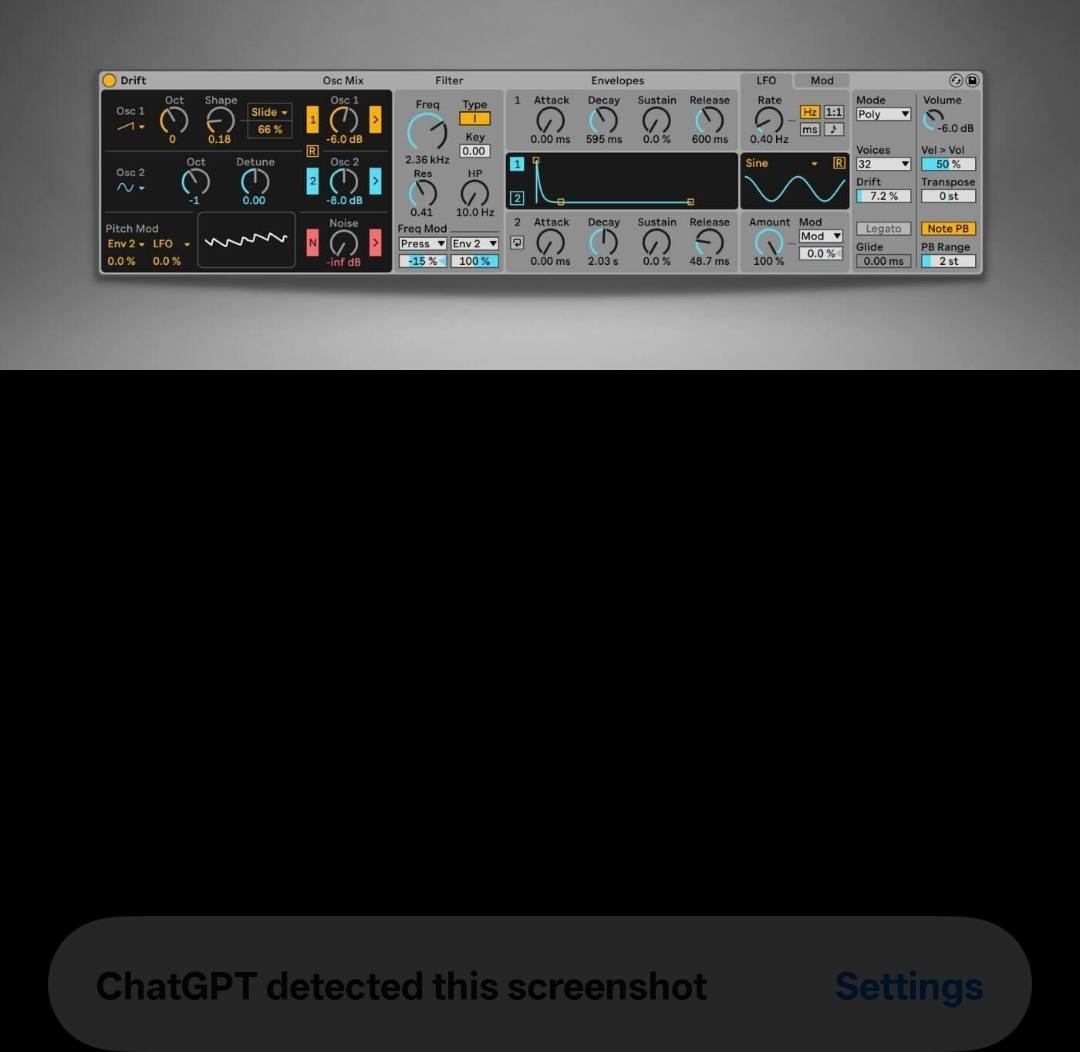 Drift
Osc Mix
Filter
Envelopes
LFO
Mod
Osc 1
Oct
0
Shape
0.18
Slide
66 %
1
Osc 1
-6.0 dB
R
Osc 2
Oct
-1
Detune
0.00
2
Osc 2
-8.0 dB
Pitch Mod
Env 2
LFO
0.0 %
0.0 %
N
Noise
-inf dB
Freq
2.36 kHz
Type
I
Key
0.00
Res
0.41
HP
10.0 Hz
Freq Mod
Press
Env 2
-15 %
100 %
1
Attack
Decay
Sustain
Release
0.00 ms
595 ms
0.0 %
600 ms
1
2
2
Attack
Decay
Sustain
Release
0.00 ms
2.03 s
0.0 %
48.7 ms
Rate
0.40 Hz
Hz
1:1
ms
Sine
R
Amount
100 %
Mod
Mod
0.0 %
Mode
Poly
Voices
32
Drift
7.2 %
Legato
Glide
0.00 ms
Volume
-6.0 dB
Vel > Vol
50 %
Transpose
0 st
Note PB
PB Range
2 st
ChatGPT detected this screenshot
Settings